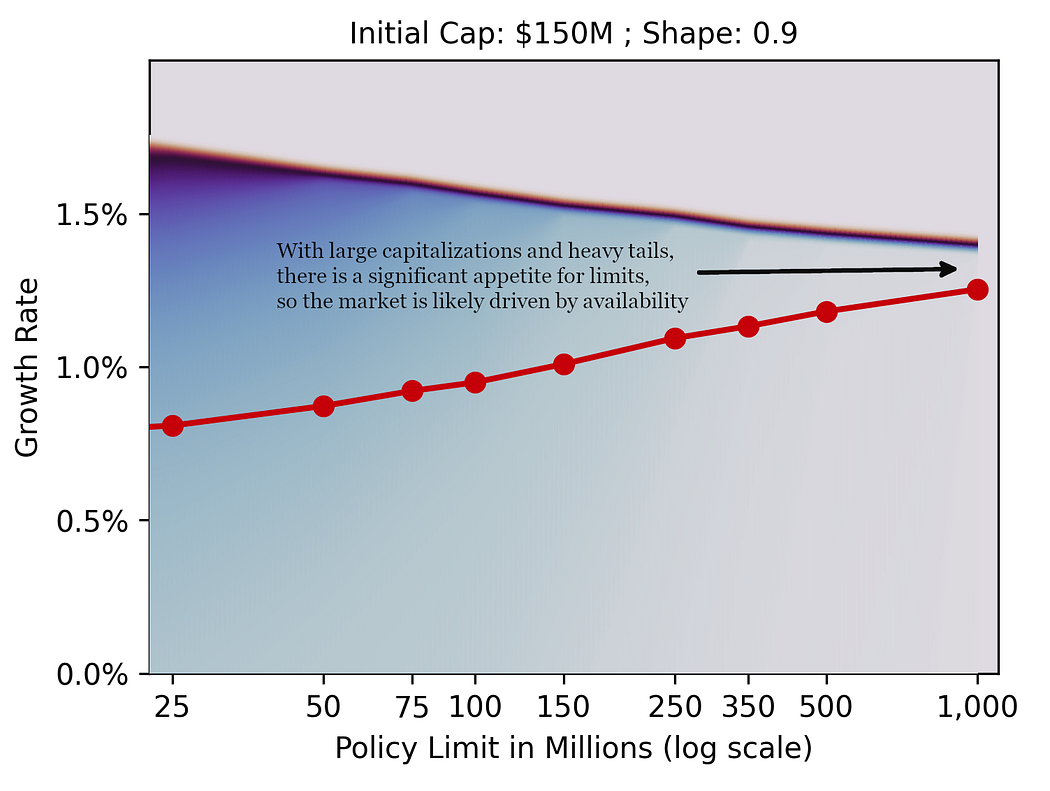 Initial Cap: $150M ; Shape: 0.9
Growth Rate
1.5%
1.0%
0.5%
0.0%
With large capitalizations and heavy tails,
there is a significant appetite for limits,
so the market is likely driven by availability
25 50 75 100 150 250 350 500 1,000
Policy Limit in Millions (log scale)